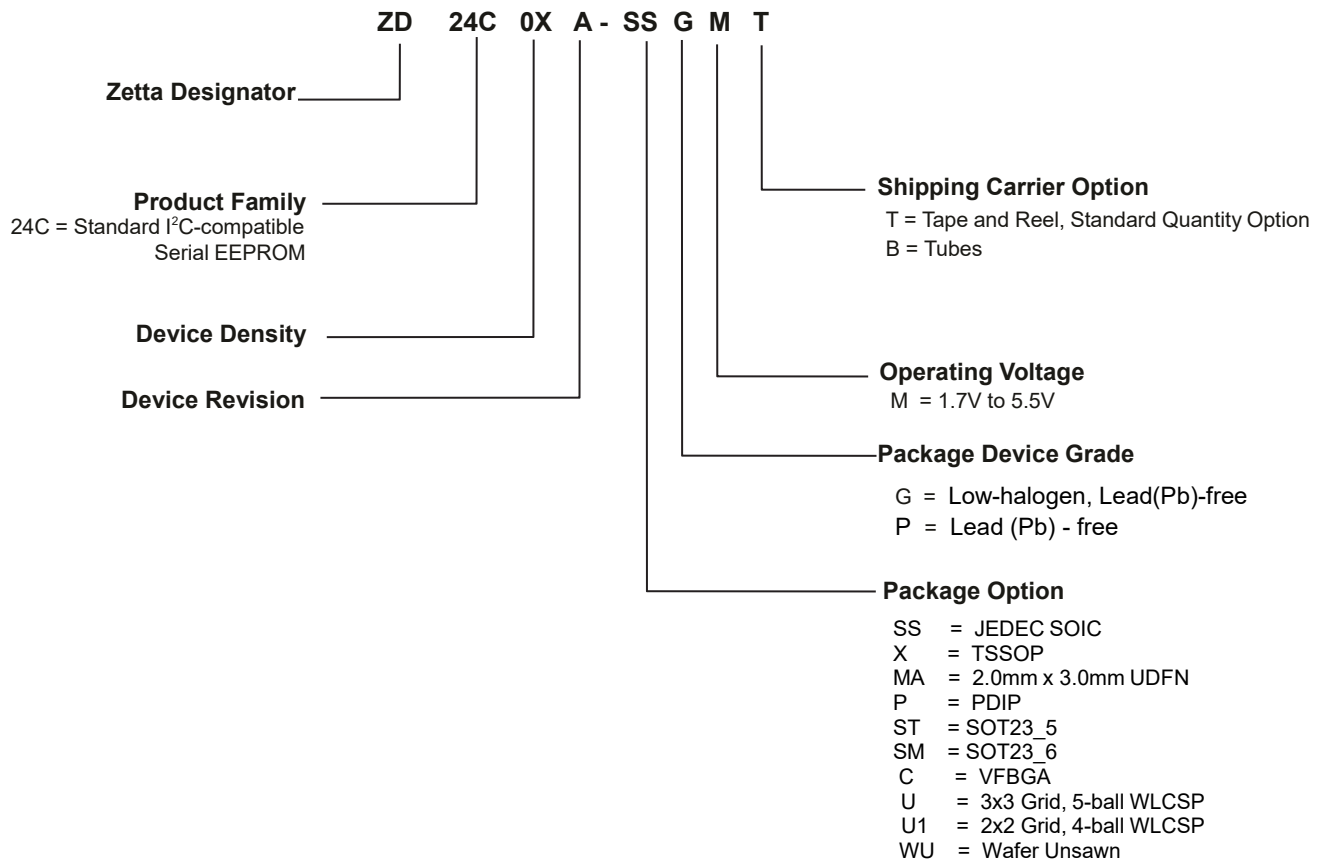 ZD 24C 0X A - SS G M T
Zetta Designator
Product Family
24C = Standard I²C-compatible
Serial EEPROM
Device Density
Device Revision
Shipping Carrier Option
T = Tape and Reel, Standard Quantity Option
B = Tubes
Operating Voltage
M = 1.7V to 5.5V
Package Device Grade
G = Low-halogen, Lead(Pb)-free
P = Lead (Pb) - free
Package Option
SS = JEDEC SOIC
X = TSSOP
MA = 2.0mm x 3.0mm UDFN
P = PDIP
ST = SOT23_5
SM = SOT23_6
C = VFBGA
U = 3x3 Grid, 5-ball WLCSP
U1 = 2x2 Grid, 4-ball WLCSP
WU = Wafer Unsawn